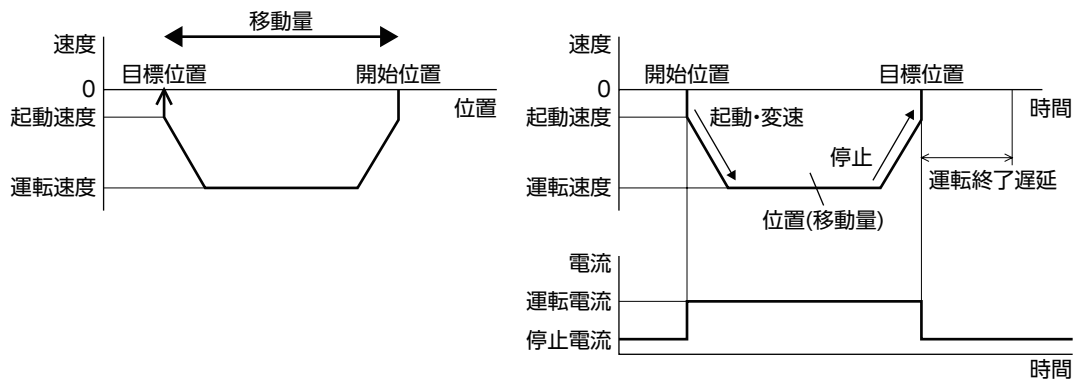 移動量
速度
目標位置
開始位置
0
位置
起動速度
運転速度
速度
開始位置
目標位置
0
時間
起動速度
起動・変速
停止
運転終了遅延
運転速度
位置(移動量)
電流
運転電流
停止電流
時間